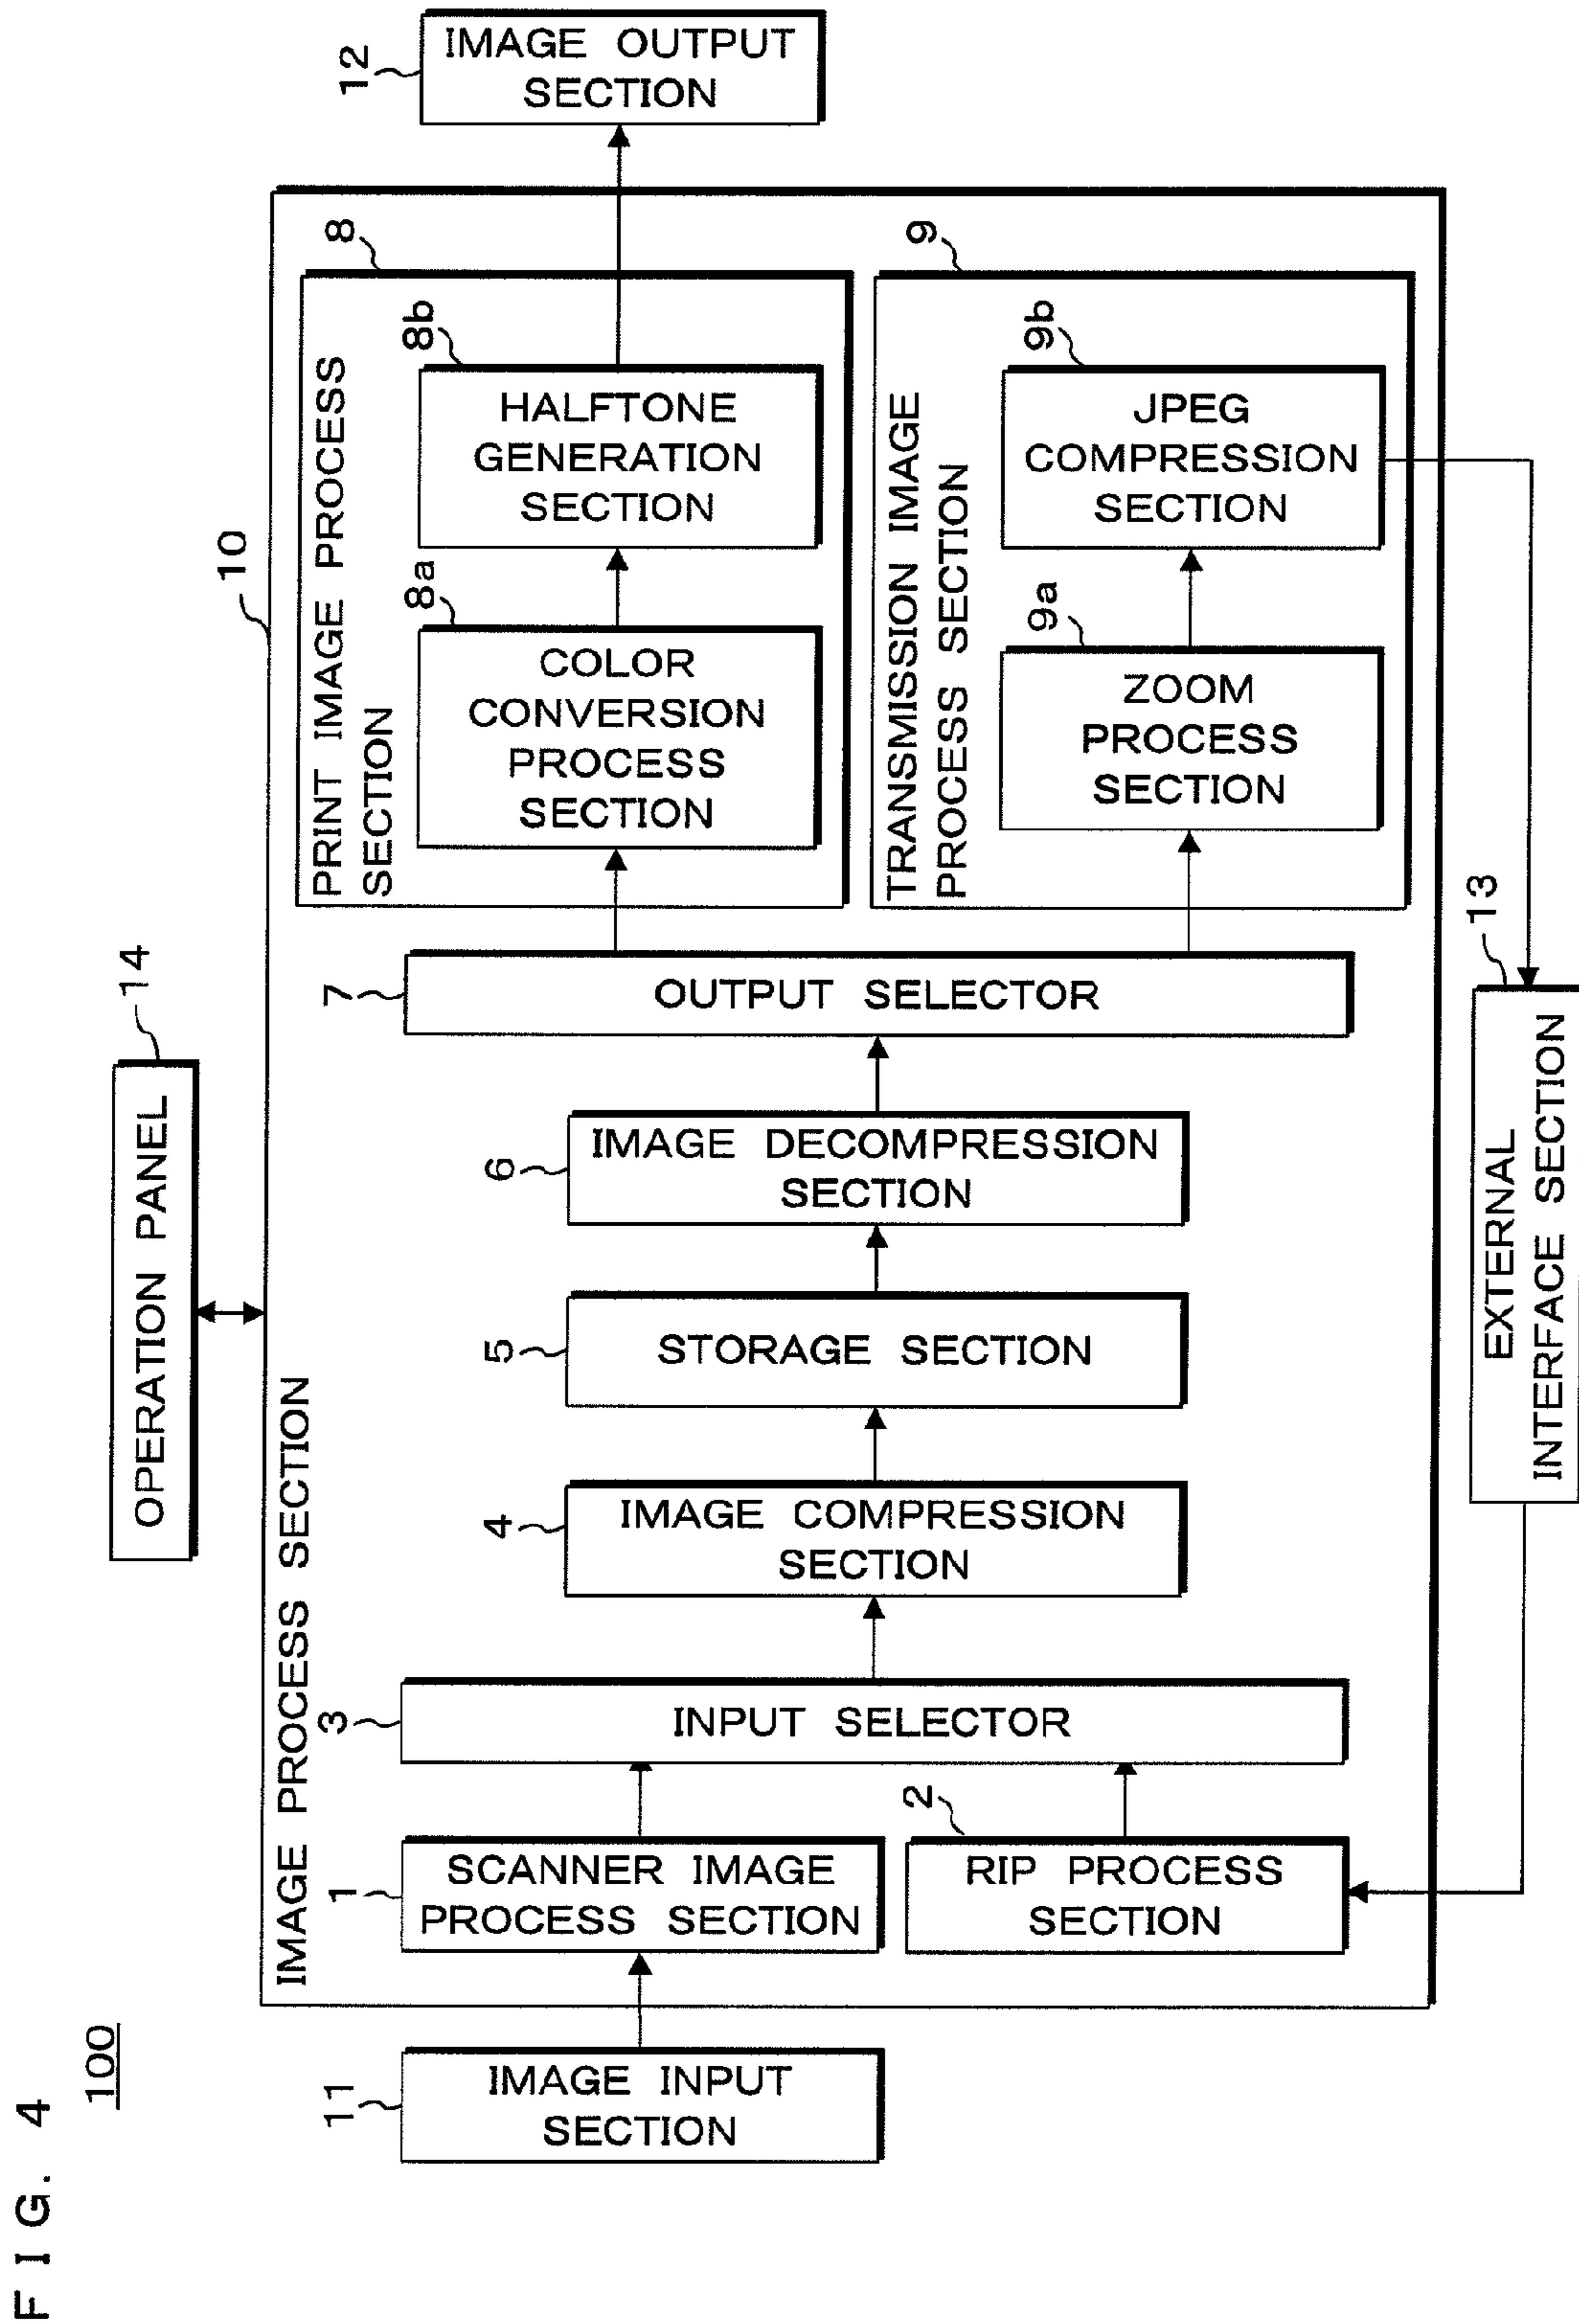 FIG. 4
100
14
OPERATION PANEL
10
IMAGE PROCESS SECTION
11
IMAGE INPUT
SECTION
1
SCANNER IMAGE
PROCESS SECTION
2
RIP PROCESS
SECTION
3
INPUT SELECTOR
4
IMAGE COMPRESSION
SECTION
5
STORAGE SECTION
6
IMAGE DECOMPRESSION
SECTION
7
OUTPUT SELECTOR
8
PRINT IMAGE PROCESS
SECTION
8a
COLOR
CONVERSION
PROCESS
SECTION
8b
HALFTONE
GENERATION
SECTION
9
TRANSMISSION IMAGE
PROCESS SECTION
9a
ZOOM
PROCESS
SECTION
9b
JPEG
COMPRESSION
SECTION
12
IMAGE OUTPUT
SECTION
13
EXTERNAL
INTERFACE SECTION